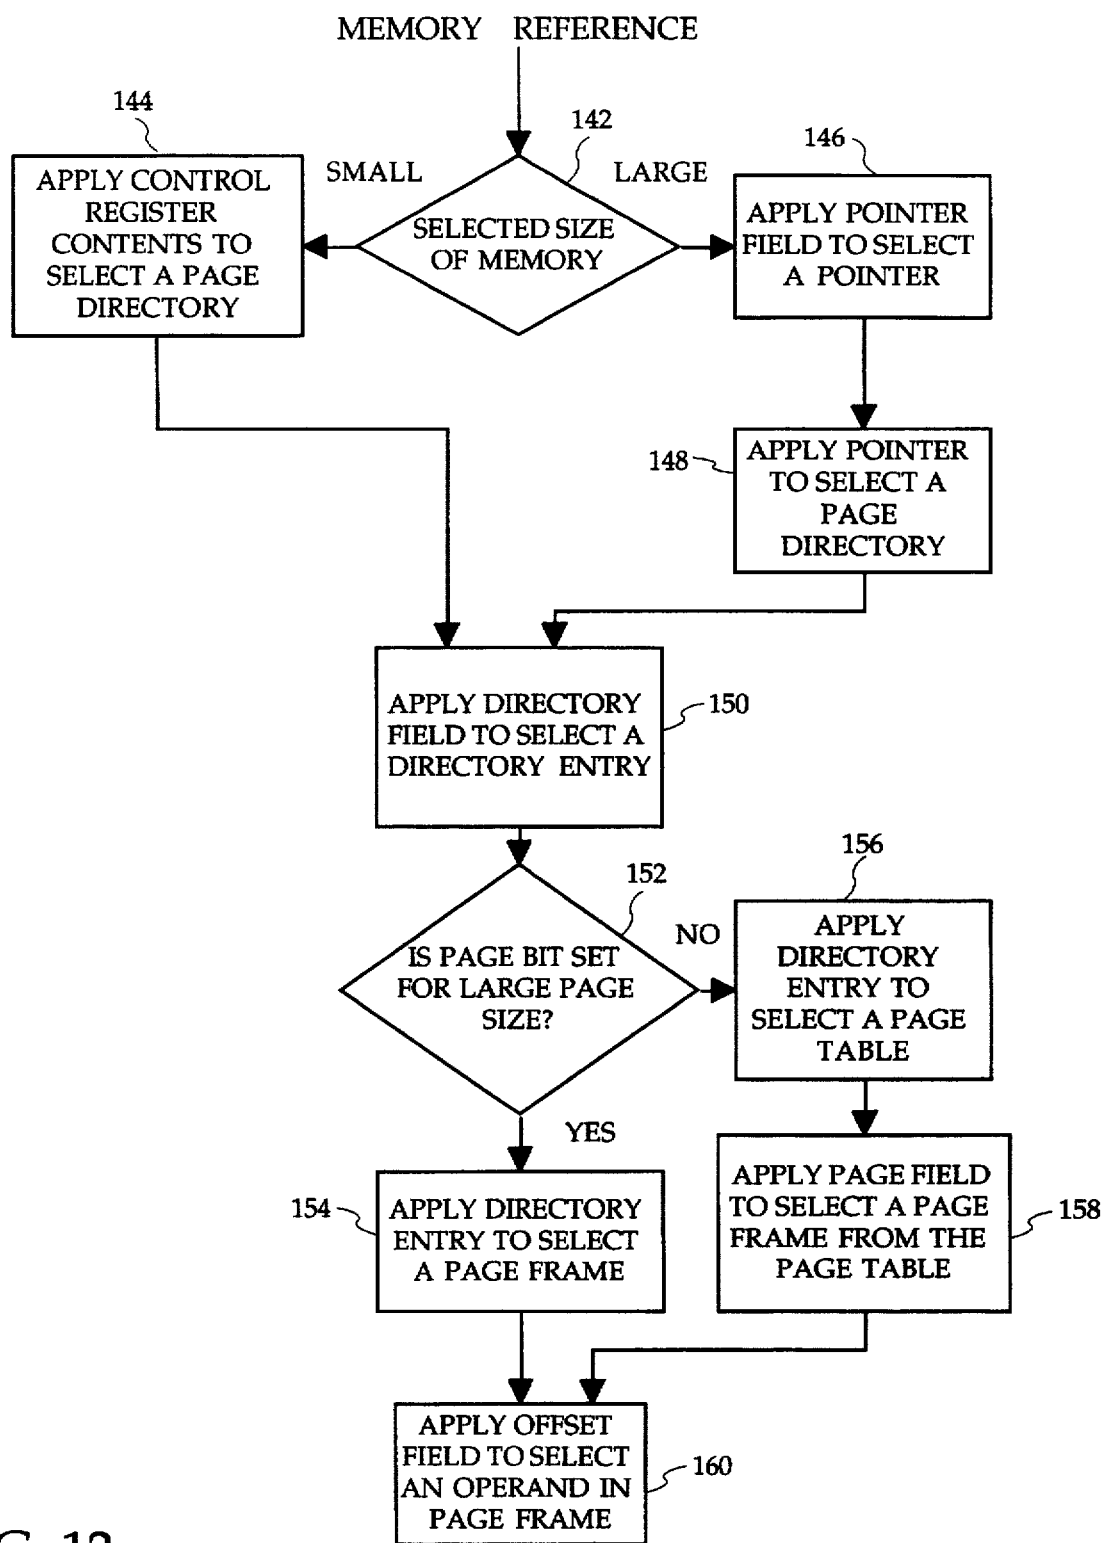 MEMORY REFERENCE
144
142
146
SMALL
LARGE
APPLY CONTROL
REGISTER
CONTENTS TO
SELECT A PAGE
DIRECTORY
SELECTED SIZE
OF MEMORY
APPLY POINTER
FIELD TO SELECT
A POINTER
148
APPLY POINTER
TO SELECT A
PAGE
DIRECTORY
APPLY DIRECTORY
FIELD TO SELECT A
DIRECTORY ENTRY
150
152
156
NO
IS PAGE BIT SET
FOR LARGE PAGE
SIZE?
APPLY
DIRECTORY
ENTRY TO
SELECT A PAGE
TABLE
YES
154
APPLY DIRECTORY
ENTRY TO SELECT
A PAGE FRAME
APPLY PAGE FIELD
TO SELECT A PAGE
FRAME FROM THE
PAGE TABLE
158
APPLY OFFSET
FIELD TO SELECT
AN OPERAND IN
PAGE FRAME
160